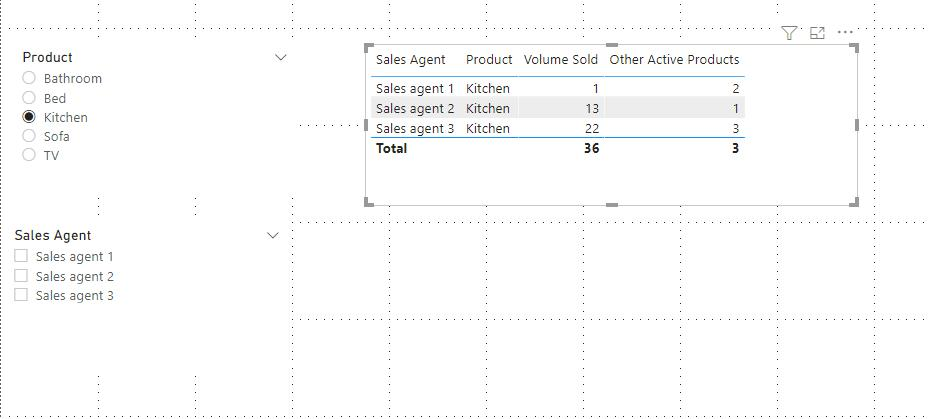 Product
Bathroom
Bed
Kitchen
Sofa
TV
Sales Agent
Sales agent 1
Sales agent 2
Sales agent 3
Sales Agent Product Volume Sold Other Active Products
Sales agent 1 Kitchen 1 2
Sales agent 2 Kitchen 13 1
Sales agent 3 Kitchen 22 3
Total 36 3